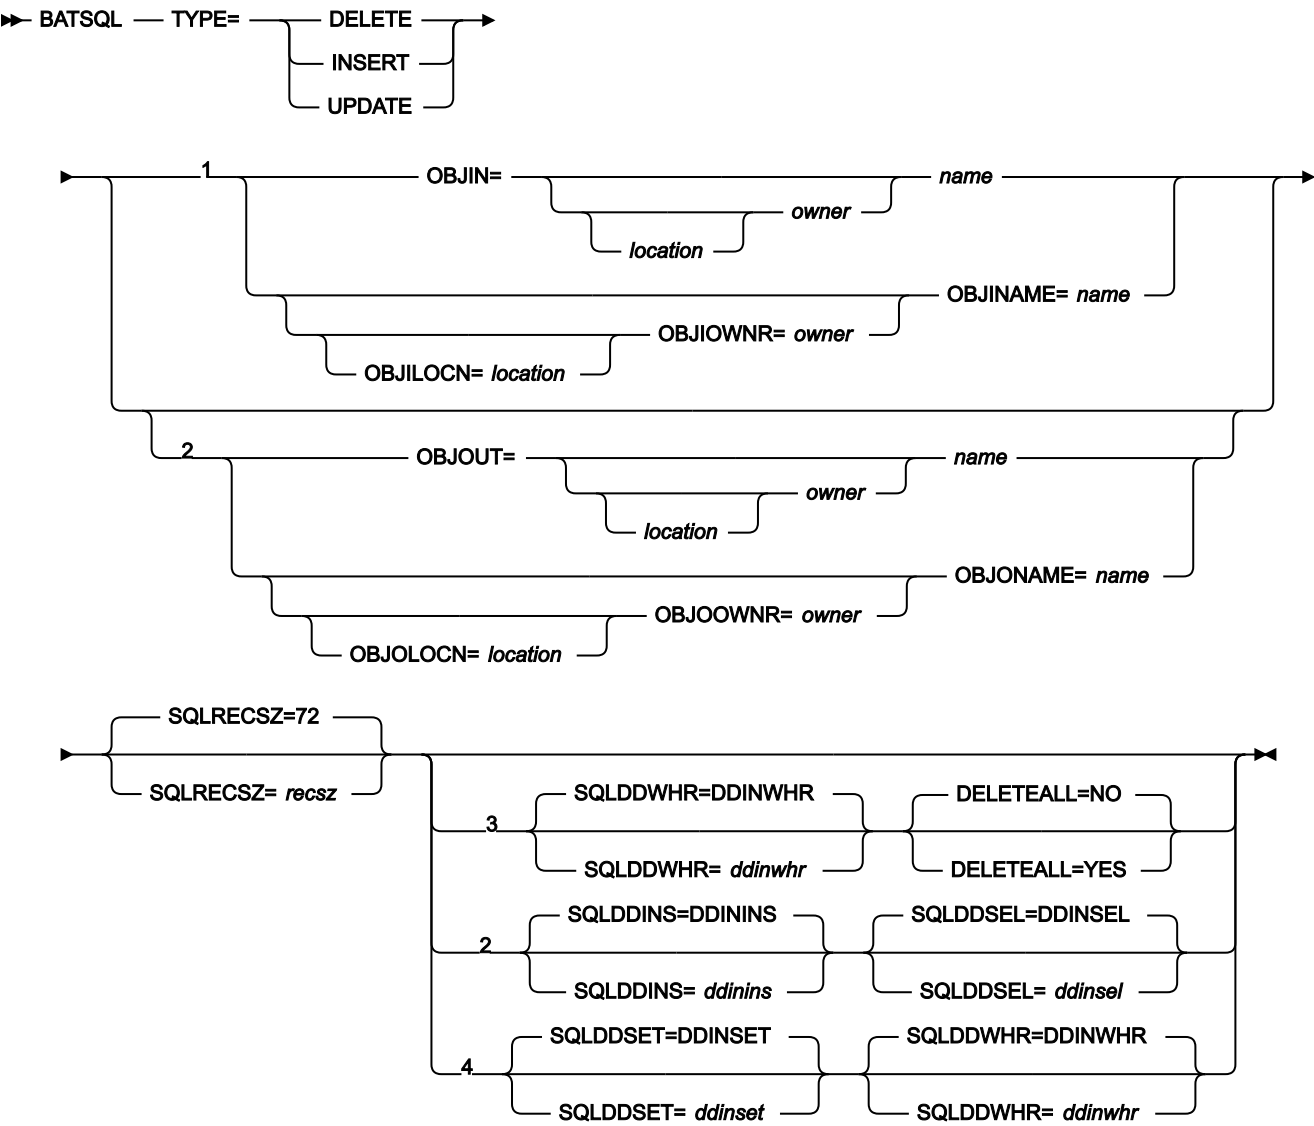 BATSQL TYPE= DELETE
INSERT
UPDATE
1 OBJIN= name
owner
location
OBJINAME= name
OBJIOWNR= owner
OBJILOCN= location
2 OBJOUT= name
owner
location
OBJONAME= name
OBJOOWNR= owner
OBJOLOCN= location
SQLRECSZ=72
SQLRECSZ= recsz
SQLDDWHR=DDINWHR DELETEALL=NO
3
SQLDDWHR= ddinwhr DELETEALL=YES
SQLDDINS=DDININS SQLDDSEL=DDINSEL
2
SQLDDINS= ddinins SQLDDSEL= ddinsel
SQLDDSET=DDINSET SQLDDWHR=DDINWHR
4
SQLDDSET= ddinset SQLDDWHR= ddinwhr